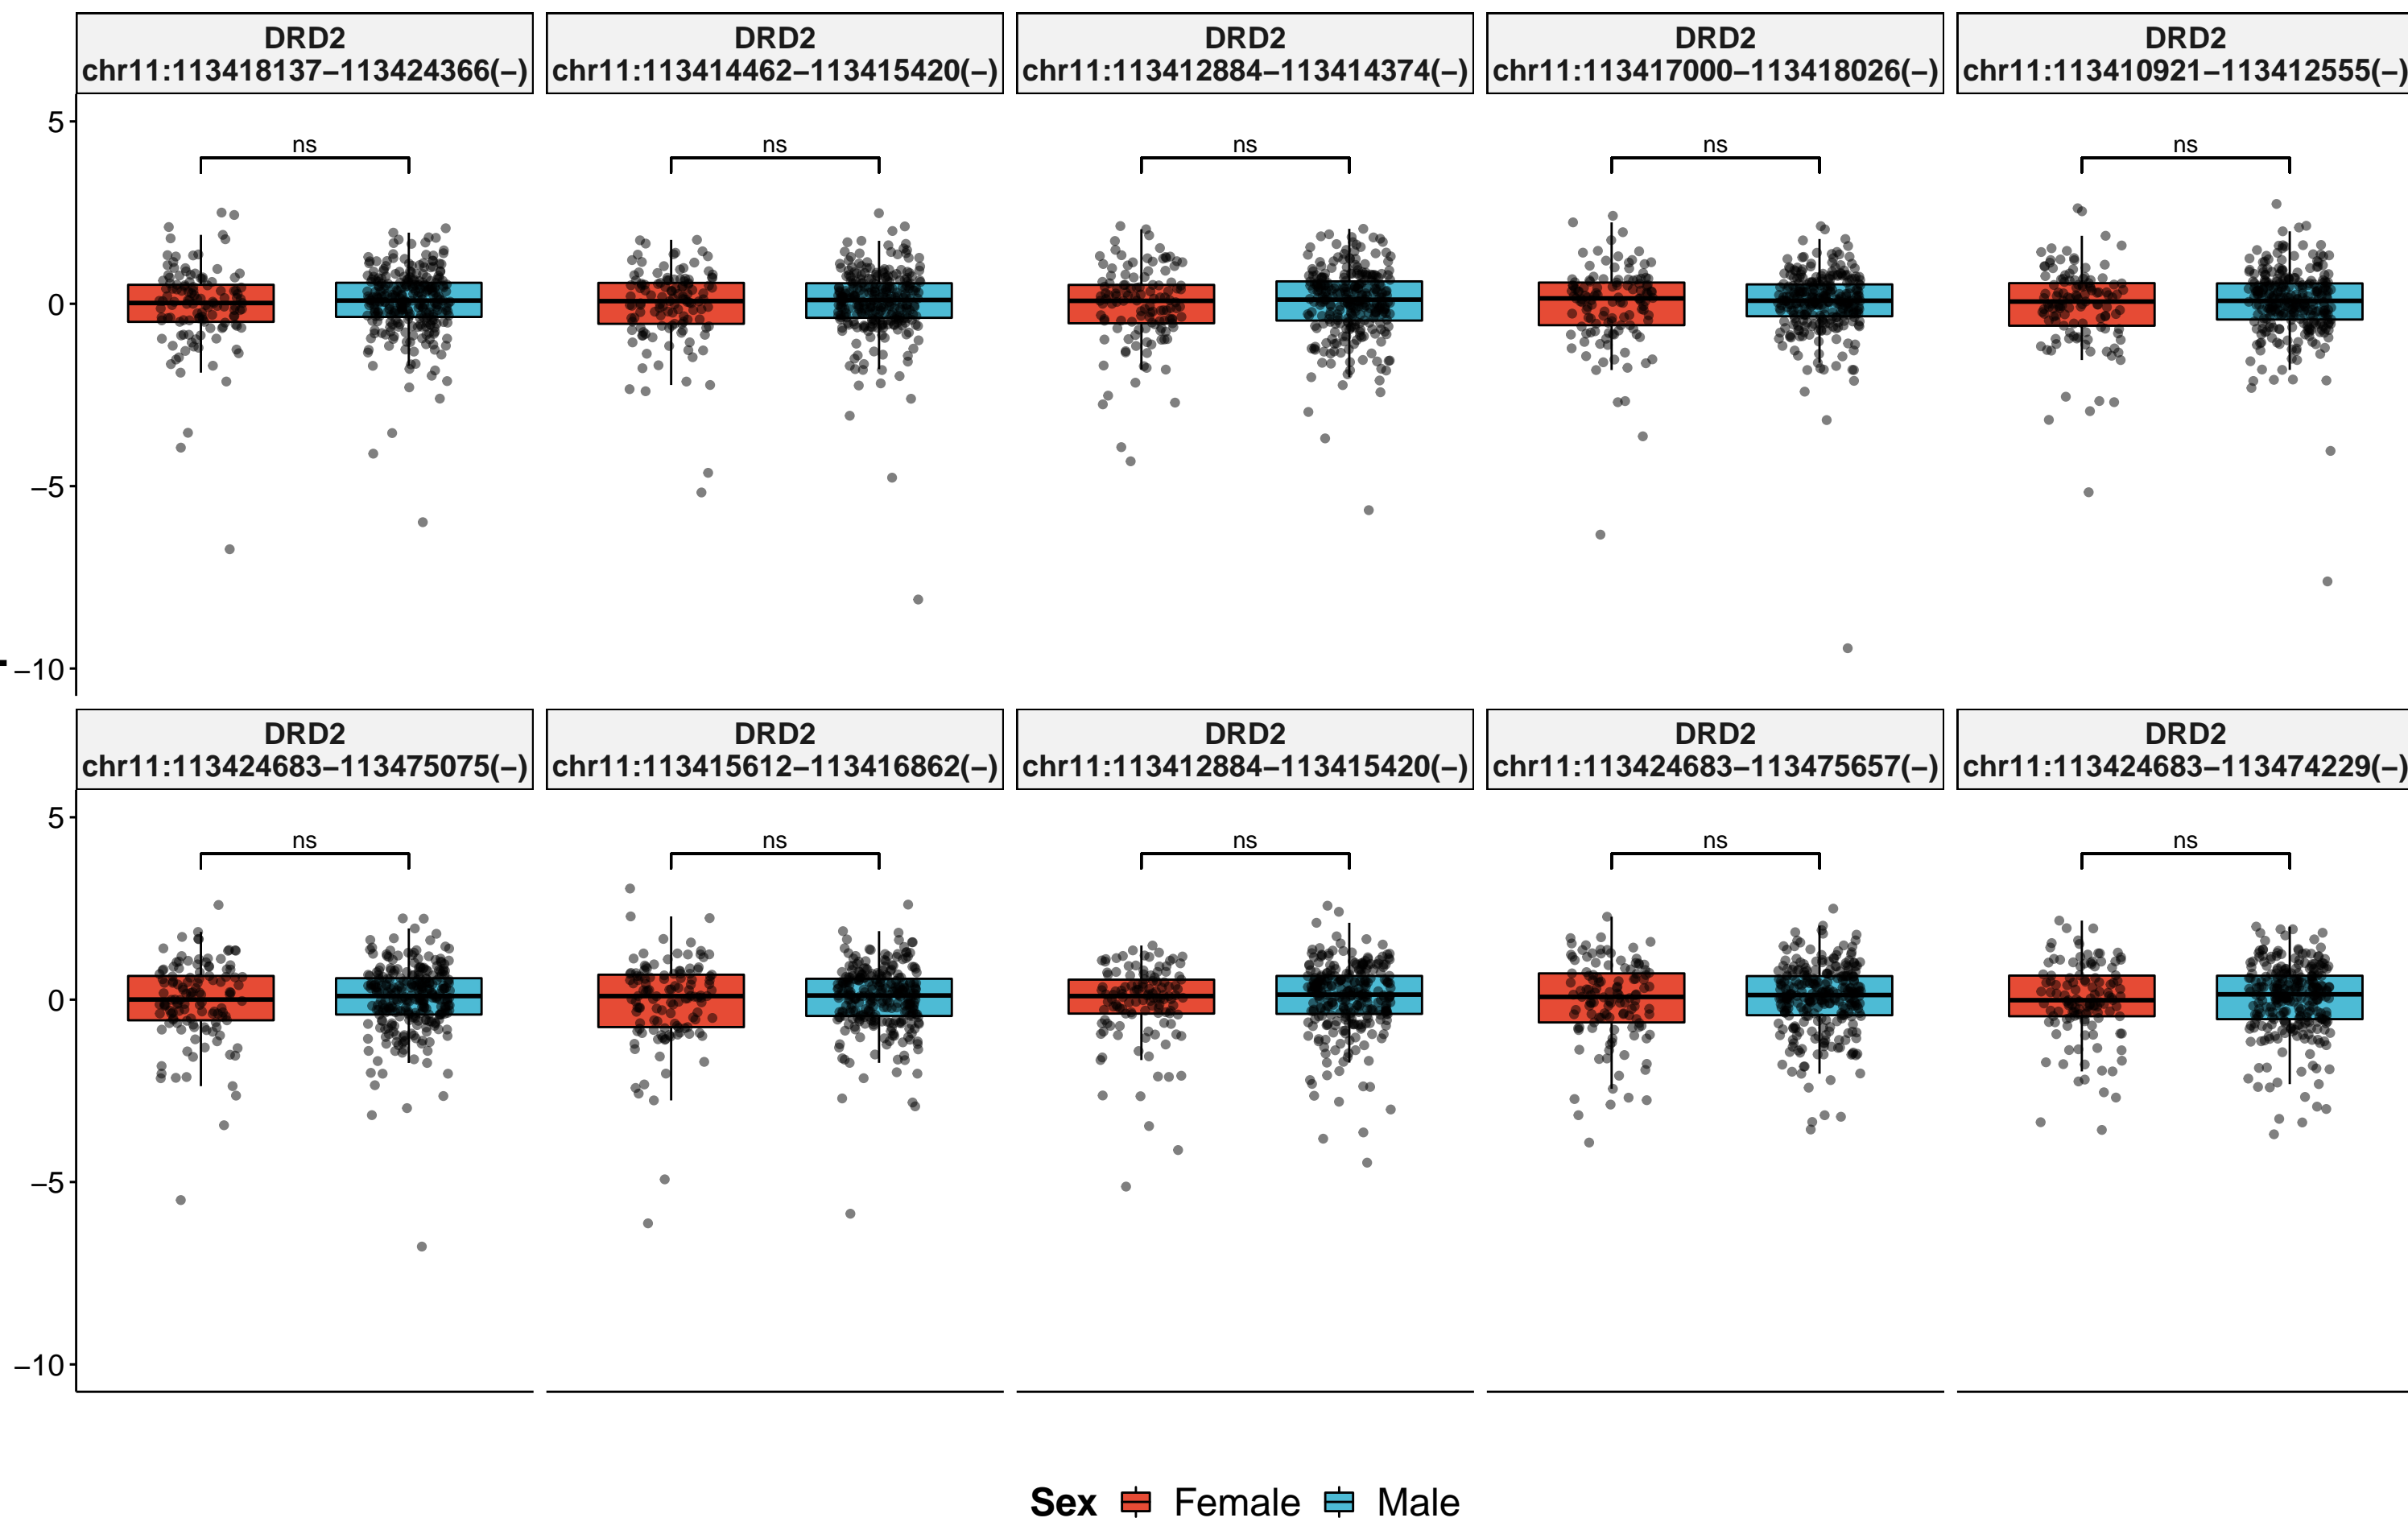 DRD2 DRD2 DRD2 DRD2 DRD2
chr11:113418137–113424366(–) chr11:113414462–113415420(–) chr11:113412884–113414374(–) chr11:113417000–113418026(–) chr11:113410921–113412555(–)
5
ns ns ns ns ns
0
–5
–10
DRD2 DRD2 DRD2 DRD2 DRD2
chr11:113424683–113475075(–) chr11:113415612–113416862(–) chr11:113412884–113415420(–) chr11:113424683–113475657(–) chr11:113424683–113474229(–)
5
ns ns ns ns ns
0
–5
–10
Sex Female Male